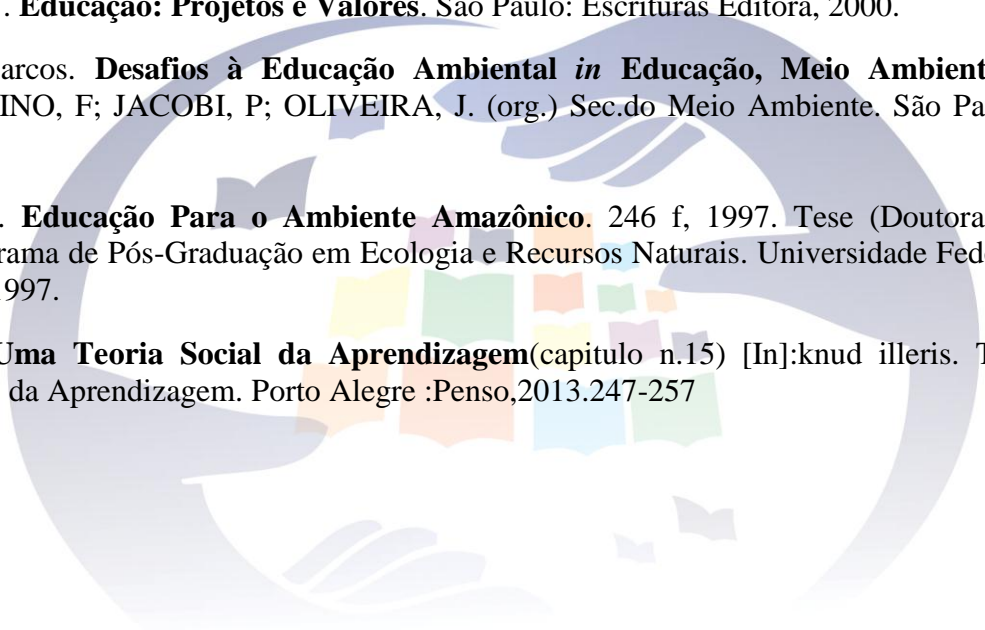 . Educação: Projetos e Valores. São Paulo: Escrituras Editora, 2000.
arcos. Desafios à Educação Ambiental in Educação, Meio Ambient
INO, F; JACOBI, P; OLIVEIRA, J. (org.) Sec.do Meio Ambiente. São Pa
. Educação Para o Ambiente Amazônico. 246 f, 1997. Tese (Doutora
rama de Pós-Graduação em Ecologia e Recursos Naturais. Universidade Fed
1997.
Uma Teoria Social da Aprendizagem(capitulo n.15) [In]:knud illeris. T
da Aprendizagem. Porto Alegre :Penso,2013.247-257